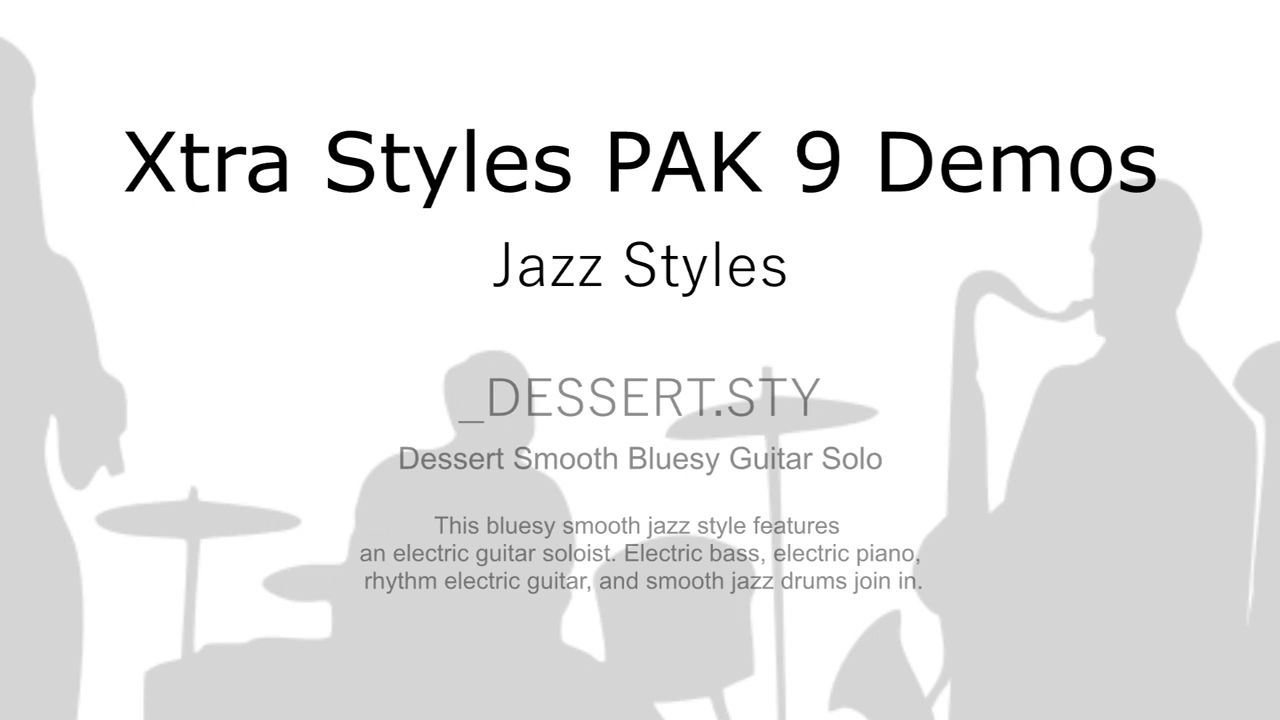 Xtra Styles PAK 9 Demos
Jazz Styles
_DESSERT.STY
Dessert Smooth Bluesy Guitar Solo
This bluesy smooth jazz style features
an electric guitar soloist. Electric bass, electric piano,
rhythm electric guitar, and smooth jazz drums join in.